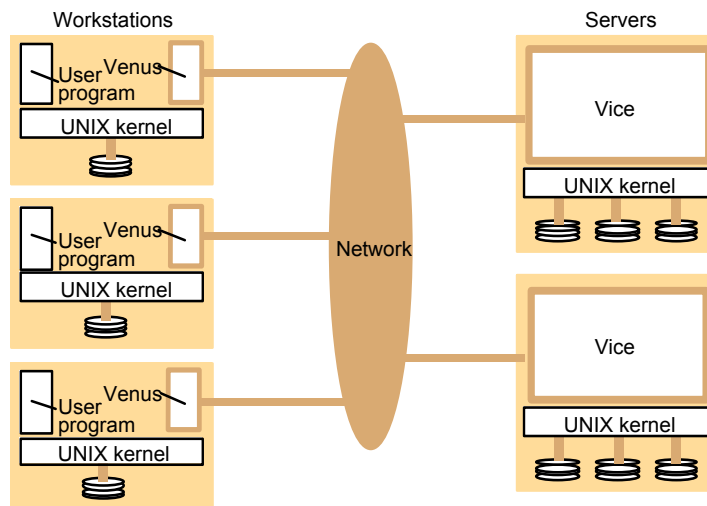 Workstations
Servers
User
program
Venus
UNIX kernel
User
program
Venus
UNIX kernel
User
program
Venus
UNIX kernel
Network
Vice
UNIX kernel
Vice
UNIX kernel